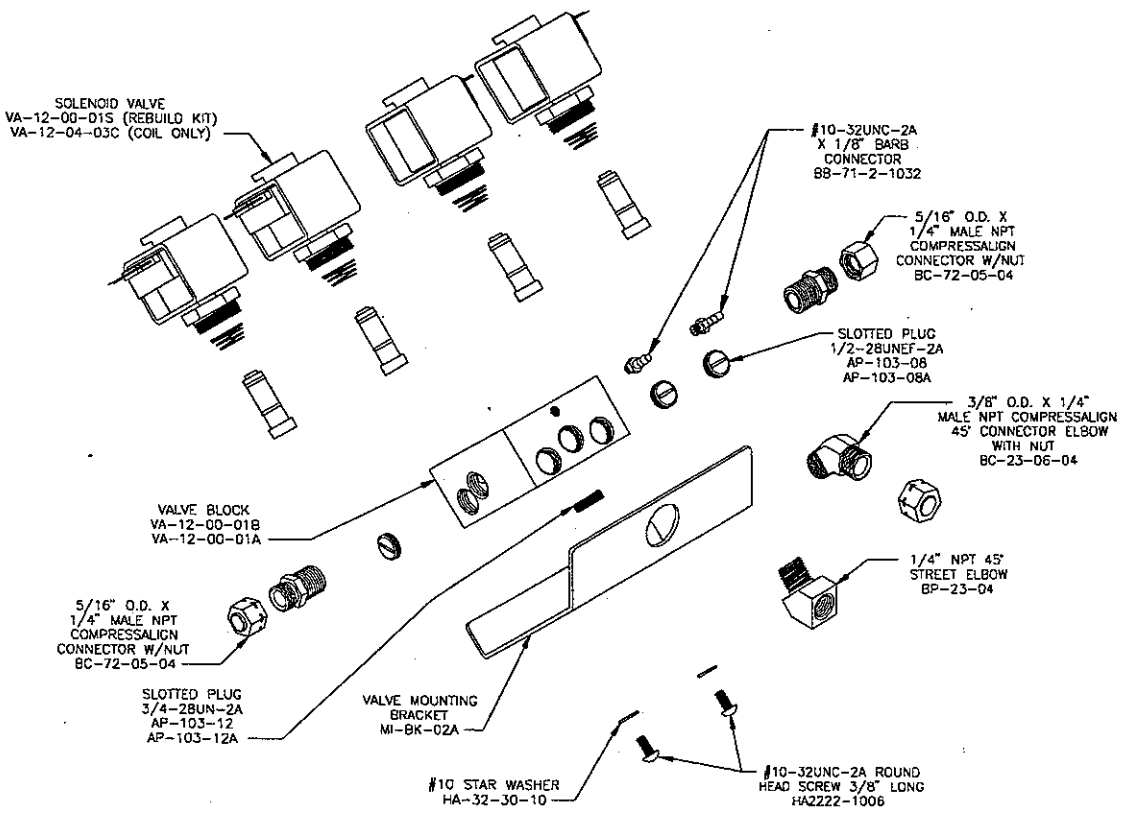 SOLENOID VALVE
VA-12-00-01S (REBUILD KIT)
VA-12-04-03C (COIL ONLY)
#10-32UNC-2A
X 1/8" BARB
CONNECTOR
BB-71-2-1032
5/16" O.D. X
1/4" MALE NPT
COMPRESSALIGN
CONNECTOR W/NUT
BC-72-05-04
SLOTTED PLUG
1/2-28UNEF-2A
AP-103-08
AP-103-08A
3/8" O.D. X 1/4"
MALE NPT COMPRESSALIGN
45° CONNECTOR ELBOW
WITH NUT
BC-23-06-04
VALVE BLOCK
VA-12-00-01B
VA-12-00-01A
1/4" NPT 45°
STREET ELBOW
BP-23-04
5/16" O.D. X
1/4" MALE NPT
COMPRESSALIGN
CONNECTOR W/NUT
BC-72-05-04
SLOTTED PLUG
3/4-28UN-2A
AP-103-12
AP-103-12A
VALVE MOUNTING
BRACKET
MI-BK-02A
#10 STAR WASHER
HA-32-30-10
#10-32UNC-2A ROUND
HEAD SCREW 3/8" LONG
HA2222-1006